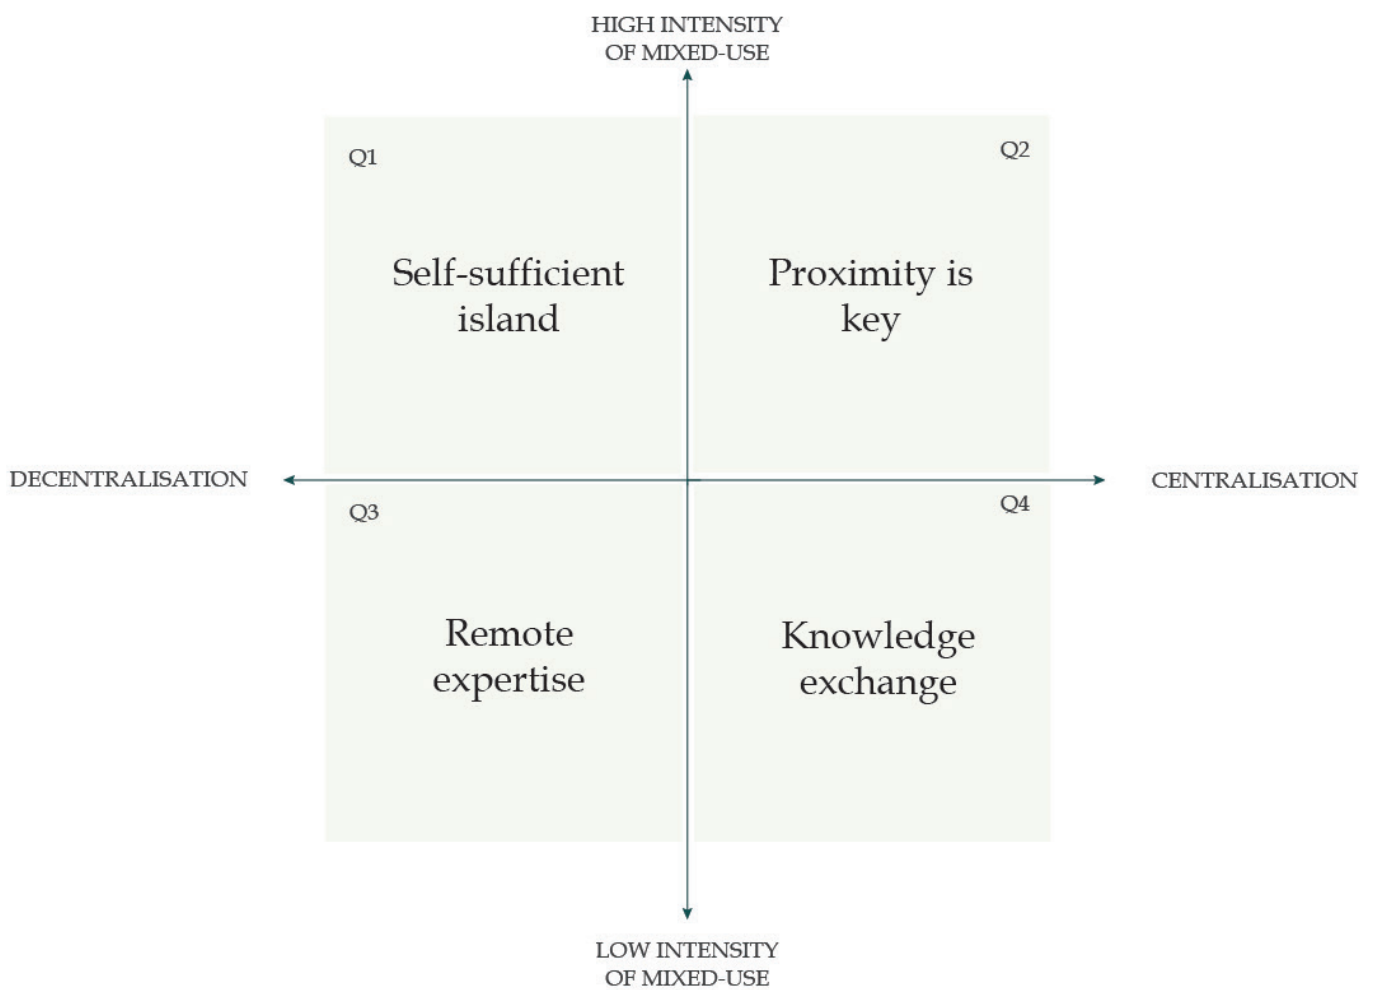 HIGH INTENSITY
OF MIXED-USE
Q1
Q2
Self-sufficient
island
Proximity is
key
DECENTRALISATION
CENTRALISATION
Q3
Q4
Remote
expertise
Knowledge
exchange
LOW INTENSITY
OF MIXED-USE